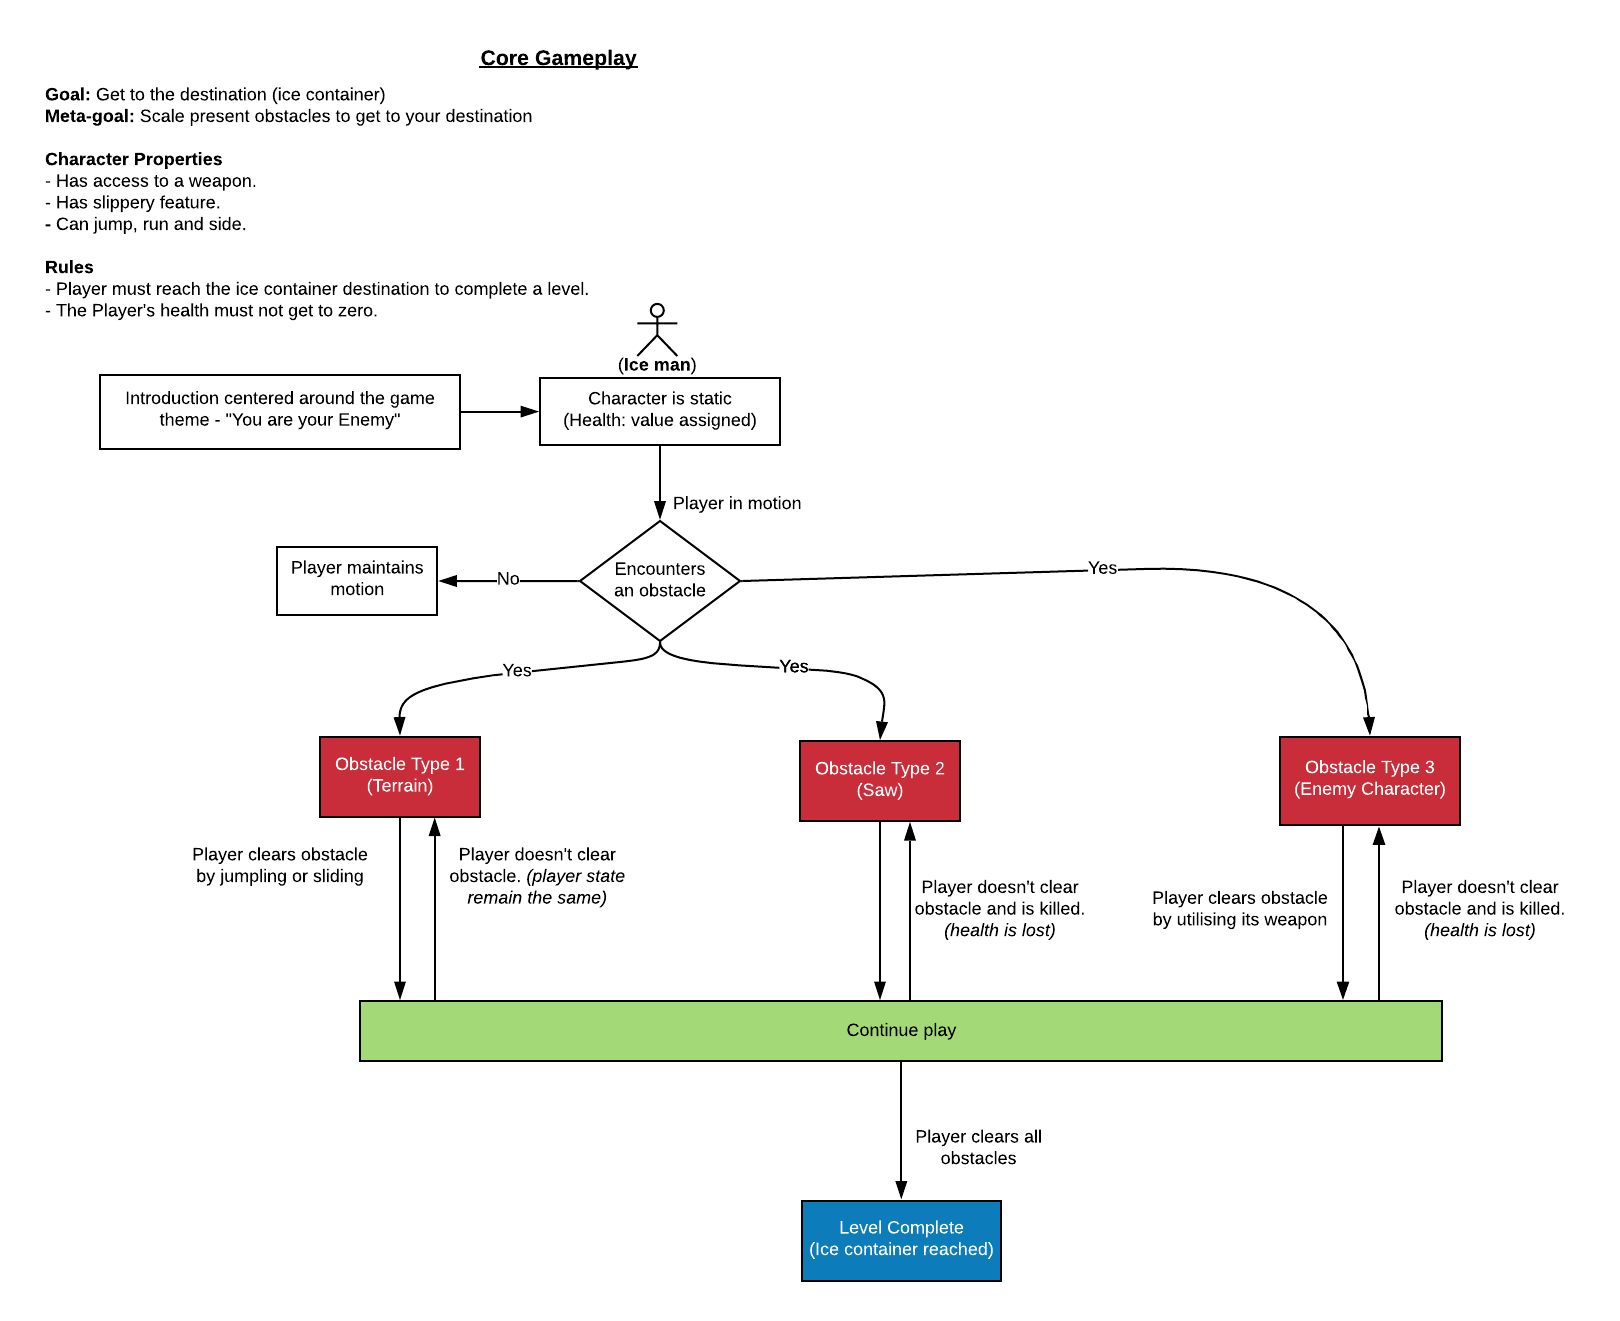 Core Gameplay
Goal: Get to the destination (ice container)
Meta-goal: Scale present obstacles to get to your destination
Character Properties
- Has access to a weapon.
- Has slippery feature.
- Can jump, run and side.
Rules
- Player must reach the ice container destination to complete a level.
- The Player's health must not get to zero.
(Ice man)
Introduction centered around the game
theme - "You are your Enemy"
Character is static
(Health: value assigned)
Player in motion
Encounters
an obstacle
No
Player maintains
motion
Yes
Yes
Yes
Obstacle Type 1
(Terrain)
Obstacle Type 2
(Saw)
Obstacle Type 3
(Enemy Character)
Player clears obstacle
by jumpling or sliding
Player doesn't clear
obstacle. (player state
remain the same)
Player doesn't clear
obstacle and is killed.
(health is lost)
Player clears obstacle
by utilising its weapon
Player doesn't clear
obstacle and is killed.
(health is lost)
Continue play
Player clears all
obstacles
Level Complete
(Ice container reached)